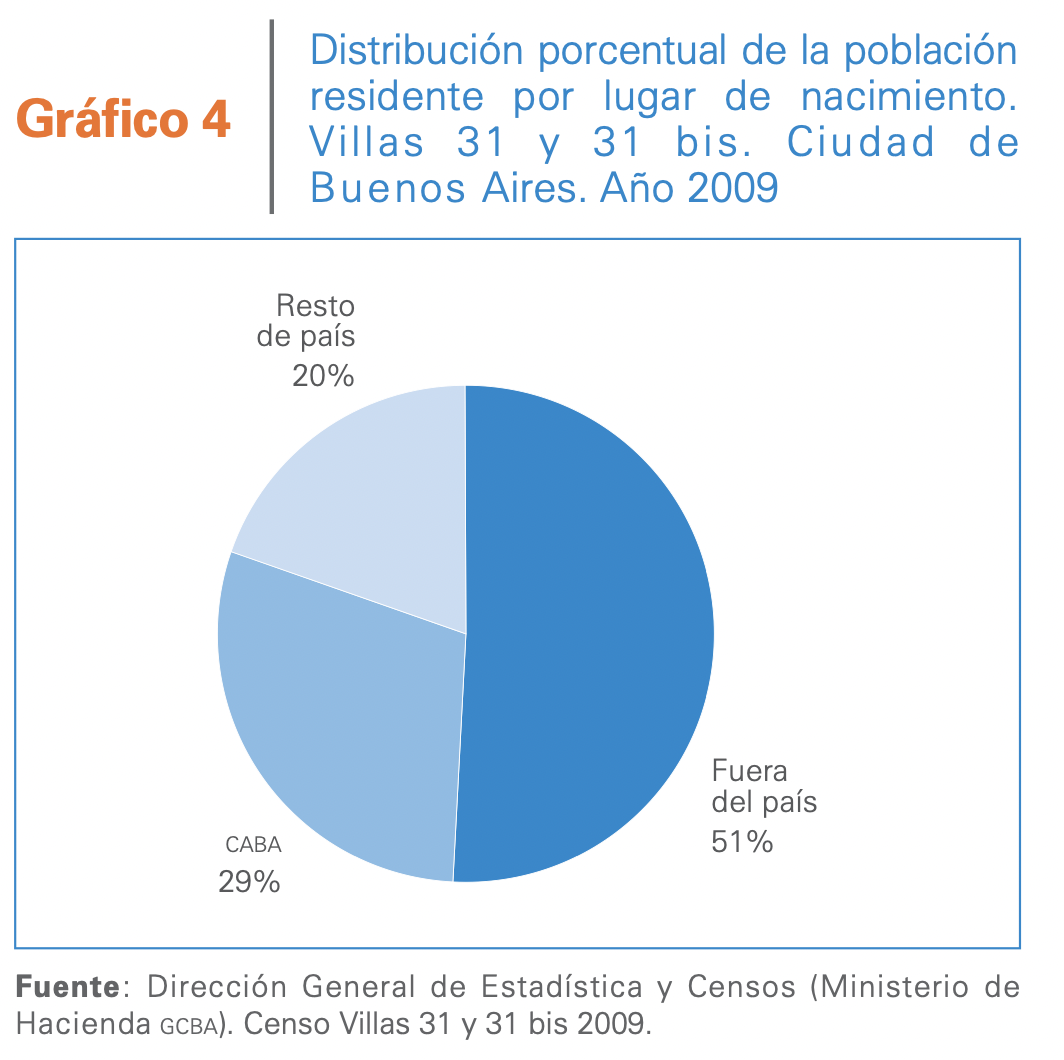 Gráfico 4
Distribución porcentual de la población
residente por lugar de nacimiento.
Villas 31 y 31 bis. Ciudad de
Buenos Aires. Año 2009
Resto
de país
20%
Fuera
del país
51%
CABA
29%
Fuente: Dirección General de Estadística y Censos (Ministerio de
Hacienda GCBA). Censo Villas 31 y 31 bis 2009.